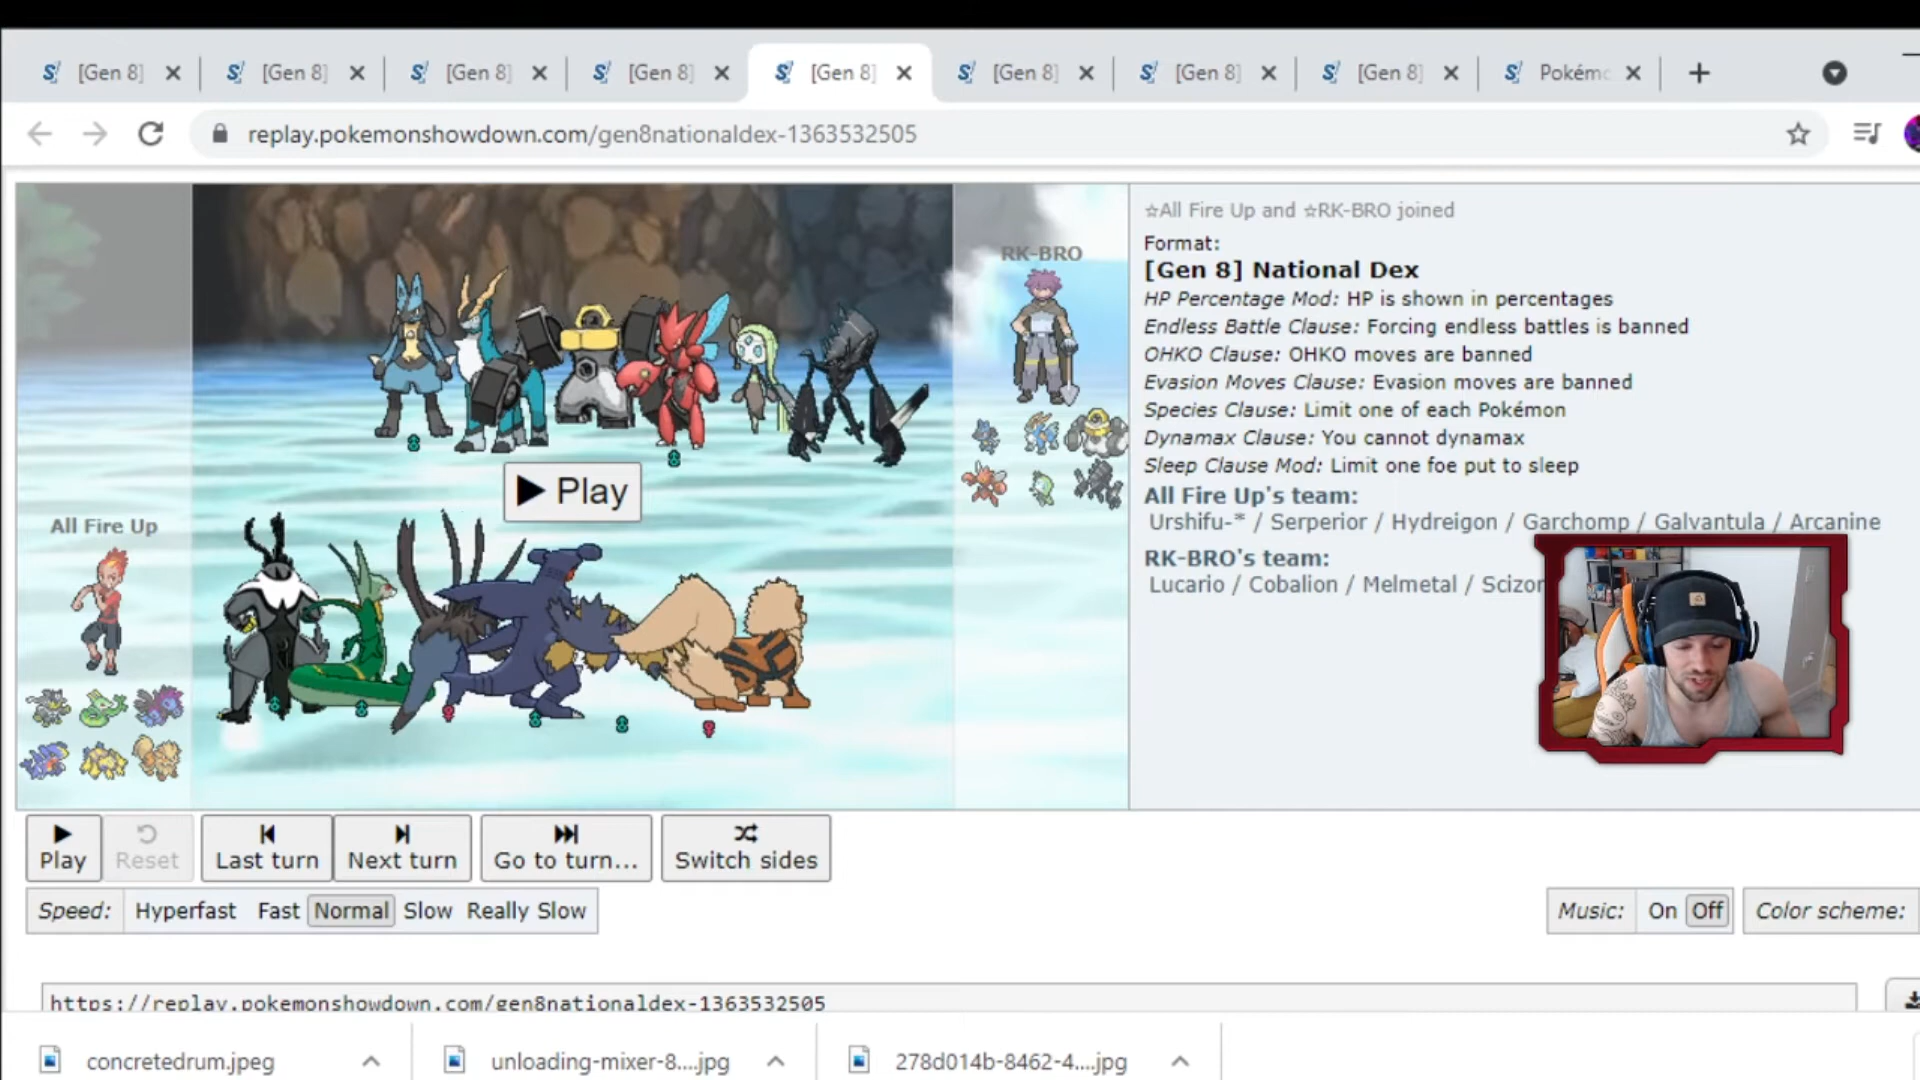 [Gen 8] [Gen 8] [Gen 8] [Gen 8] [Gen 8] [Gen 8] [Gen 8] [Gen 8] Pokémo
replay.pokemonshowdown.com/gen8nationaldex-1363532505
☆All Fire Up and ☆RK-BRO joined
Format:
[Gen 8] National Dex
HP Percentage Mod: HP is shown in percentages
Endless Battle Clause: Forcing endless battles is banned
OHKO Clause: OHKO moves are banned
Evasion Moves Clause: Evasion moves are banned
Species Clause: Limit one of each Pokémon
Dynamax Clause: You cannot dynamax
Sleep Clause Mod: Limit one foe put to sleep
All Fire Up's team:
Urshifu-* / Serperior / Hydreigon / Garchomp / Galvantula / Arcanine
RK-BRO's team:
Lucario / Cobalion / Melmetal / Scizor
RK-BRO
Play
All Fire Up
Play Reset Last turn Next turn Go to turn... Switch sides
Speed: Hyperfast Fast Normal Slow Really Slow
Music: On Off Color scheme:
https://replay.pokemonshowdown.com/gen8nationaldex-1363532505
concretedrum.jpeg unloading-mixer-8....jpg 278d014b-8462-4....jpg